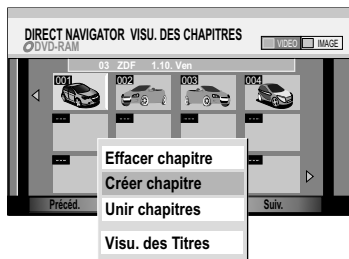 DIRECT NAVIGATOR VISU. DES CHAPITRES
DVD-RAM
VIDEO IMAGE
03 ZDF 1.10. Ven
001 002 003 004
--- --- --- ---
--- ---
Effacer chapitre
Créer chapitre
Unir chapitres
Visu. des Titres
Précéd. Suiv.